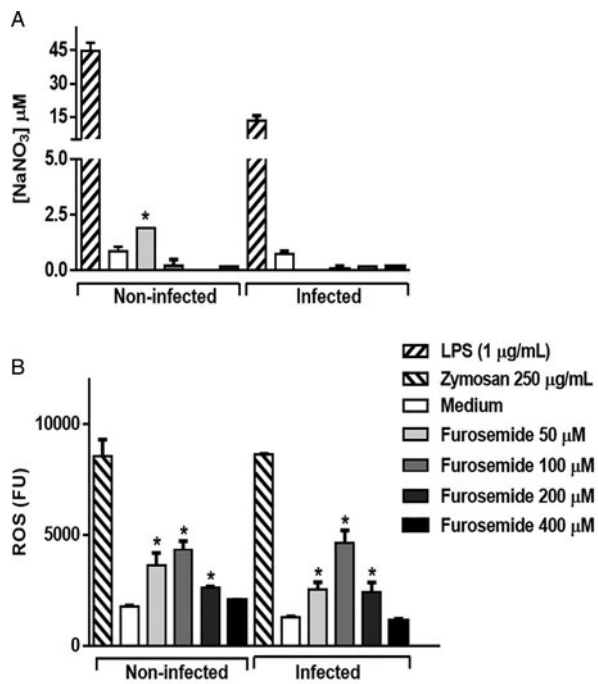 A
[NaNO3] µM
45
30
15
5.0
2.5
0.0
*
Non-infected
Infected
B
ROS (FU)
10000
5000
0
* * *
* * *
Non-infected
Infected
LPS (1 µg/mL)
Zymosan 250 µg/mL
Medium
Furosemide 50 µM
Furosemide 100 µM
Furosemide 200 µM
Furosemide 400 µM